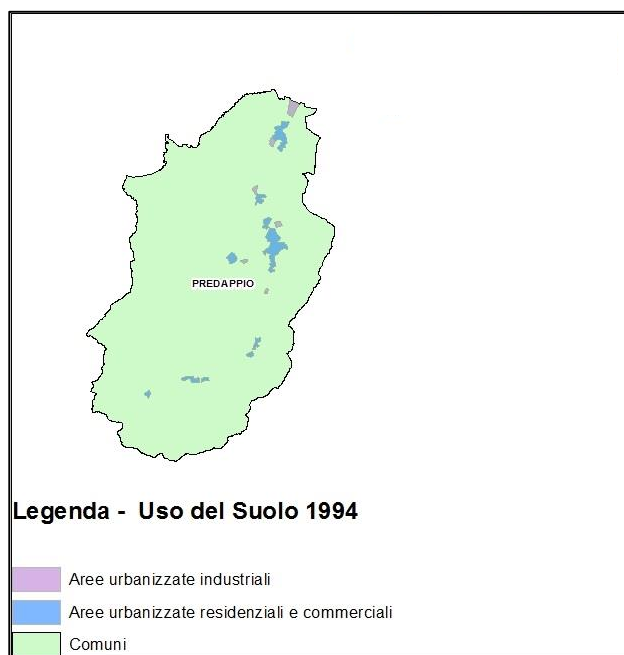 PREDAPPIO
Legenda - Uso del Suolo 1994
Aree urbanizzate industriali
Aree urbanizzate residenziali e commerciali
Comuni